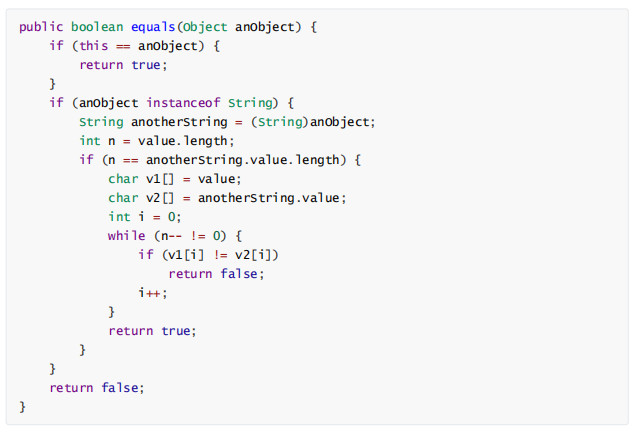 public boolean equals(Object anObject) {
    if (this == anObject) {
        return true;
    }
    if (anObject instanceof String) {
        String anotherString = (String)anObject;
        int n = value.length;
        if (n == anotherString.value.length) {
            char v1[] = value;
            char v2[] = anotherString.value;
            int i = 0;
            while (n-- != 0) {
                if (v1[i] != v2[i])
                    return false;
                i++;
            }
            return true;
        }
    }
    return false;
}